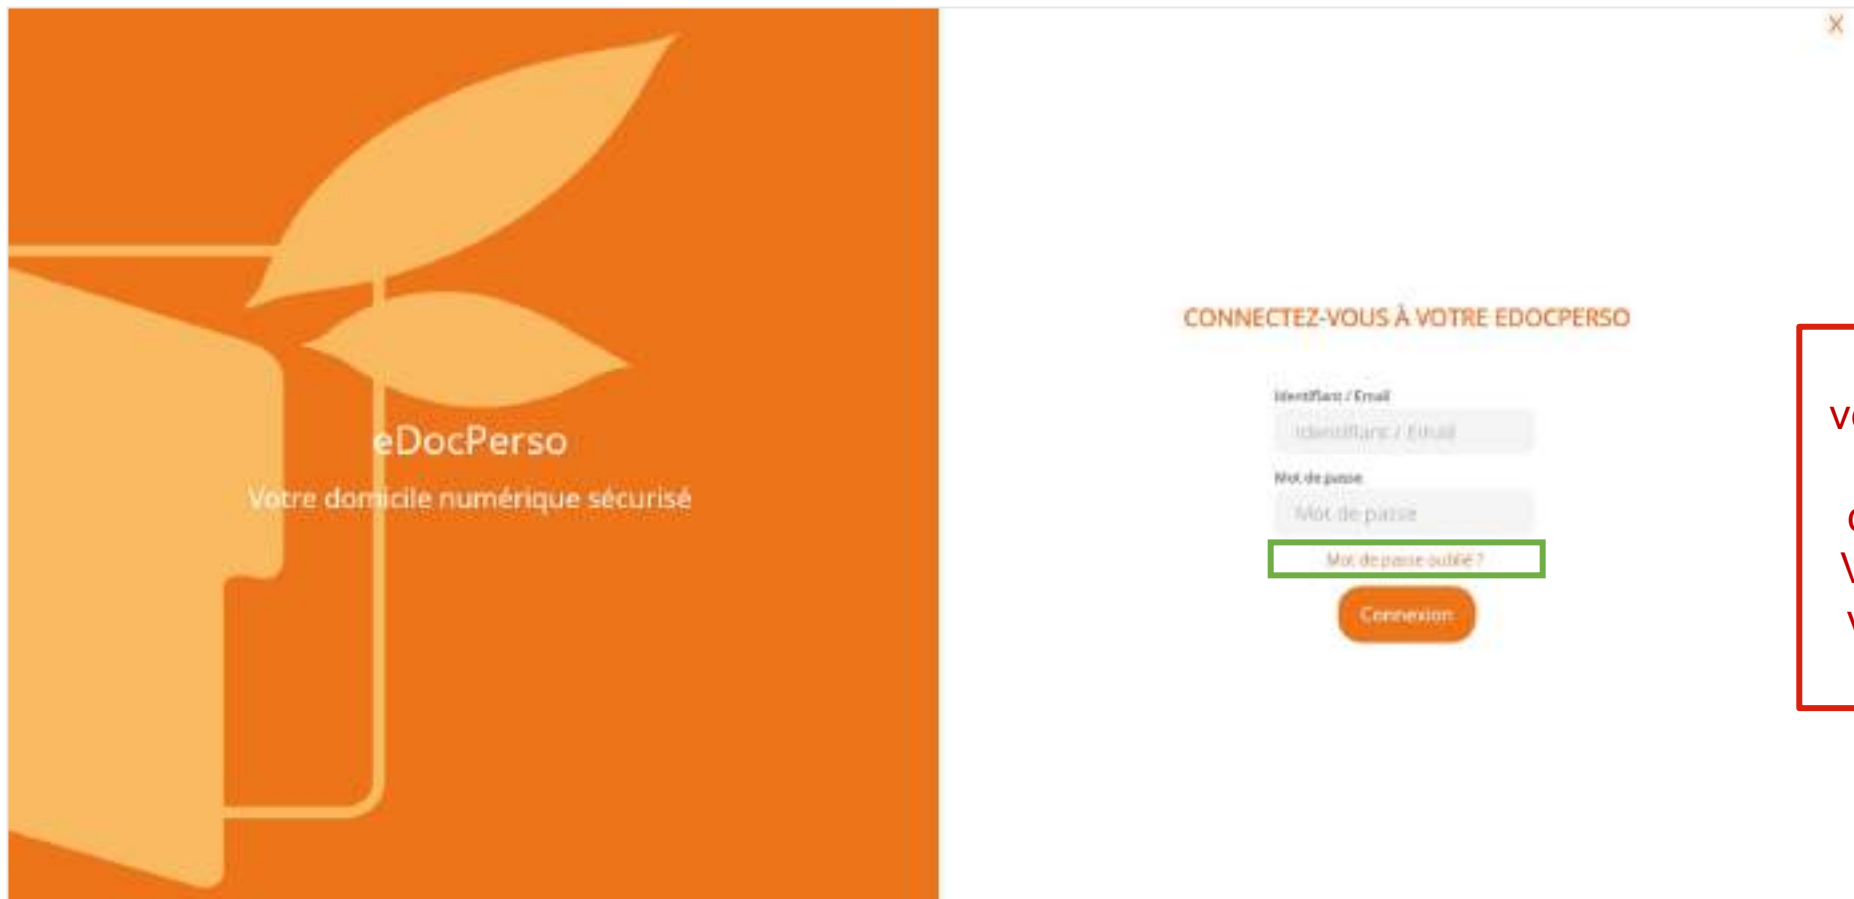 X
eDocPerso
Votre domicile numérique sécurisé
CONNECTEZ-VOUS À VOTRE EDOCPERSO
Identifiant / Email
Identifiant / Email
Mot de passe
Mot de passe
Mot de passe oublié ?
Connexion